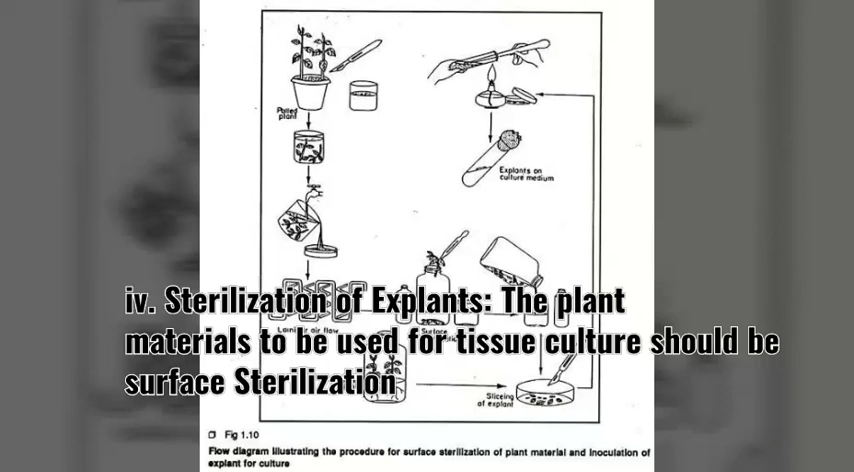 Potted
plant
Explants on
culture medium
iv. Sterilization of Explants: The plant
materials to be used for tissue culture should be
surface Sterilization
air flow
Surface
Sliceing
of explant
Fig 1.10
Flow diagram illustrating the procedure for surface sterilization of plant material and inoculation of
explant for culture